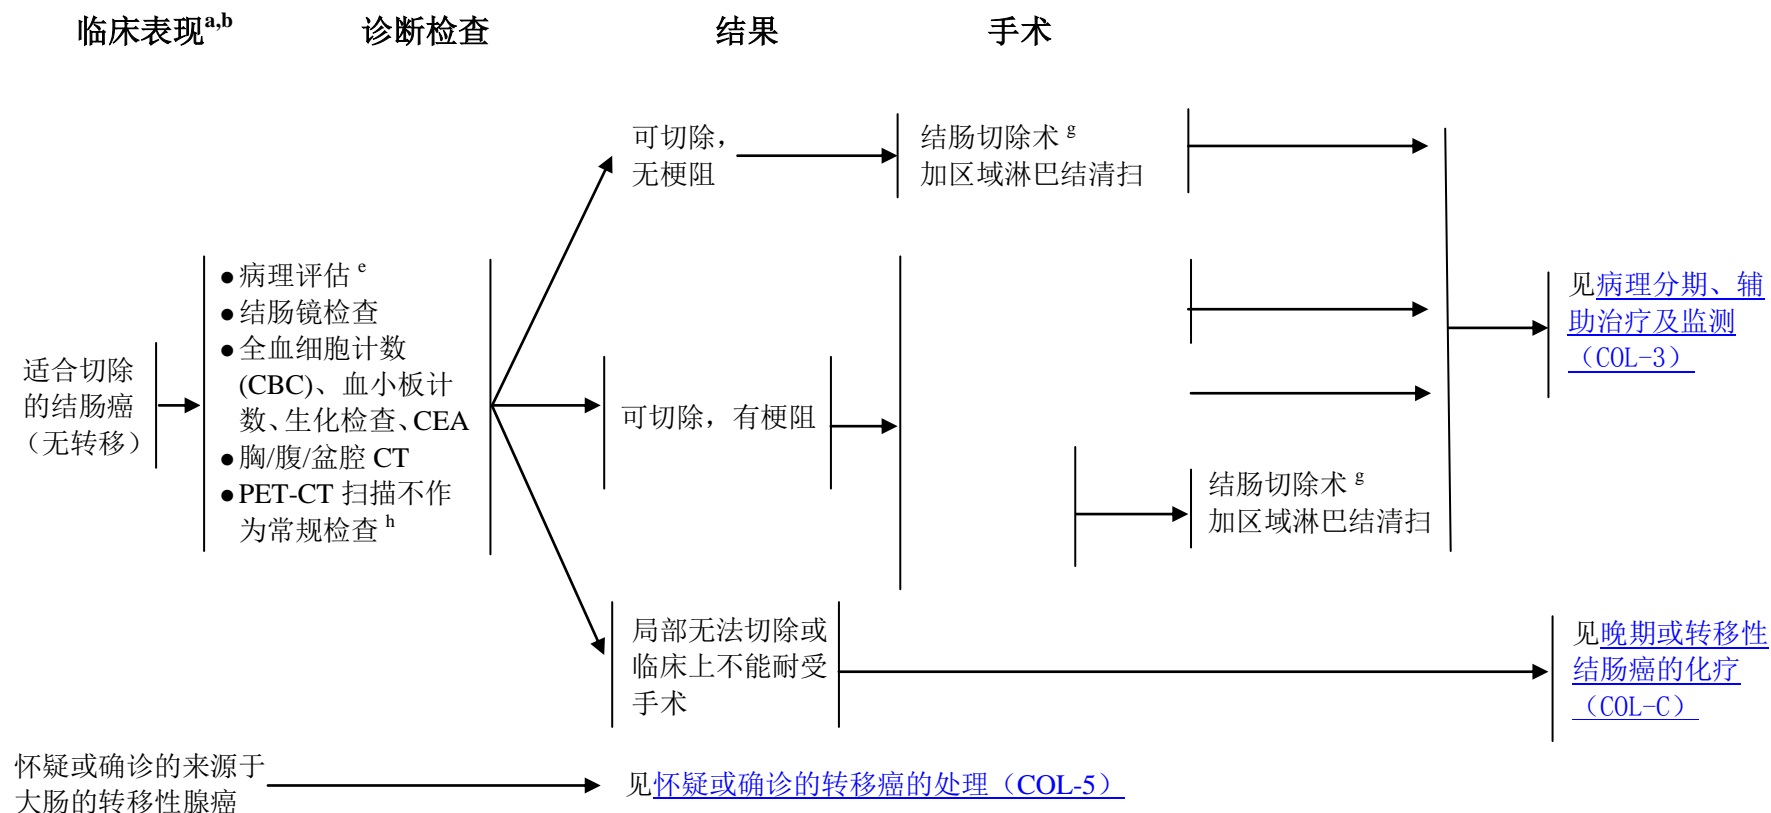 临床表现a,b 诊断检查 结果 手术
可切除，
无梗阻
结肠切除术 g
加区域淋巴结清扫
适合切除
的结肠癌
（无转移）
●病理评估 e
●结肠镜检查
●全血细胞计数
(CBC)、血小板计
数、生化检查、CEA
●胸/腹/盆腔 CT
●PET-CT 扫描不作
为常规检查 h
可切除，有梗阻
结肠切除术 g
加区域淋巴结清扫
见病理分期、辅
助治疗及监测
（COL-3）
局部无法切除或
临床上不能耐受
手术
见晚期或转移性
结肠癌的化疗
（COL-C）
怀疑或确诊的来源于
大肠的转移性腺癌
见怀疑或确诊的转移癌的处理（COL-5）